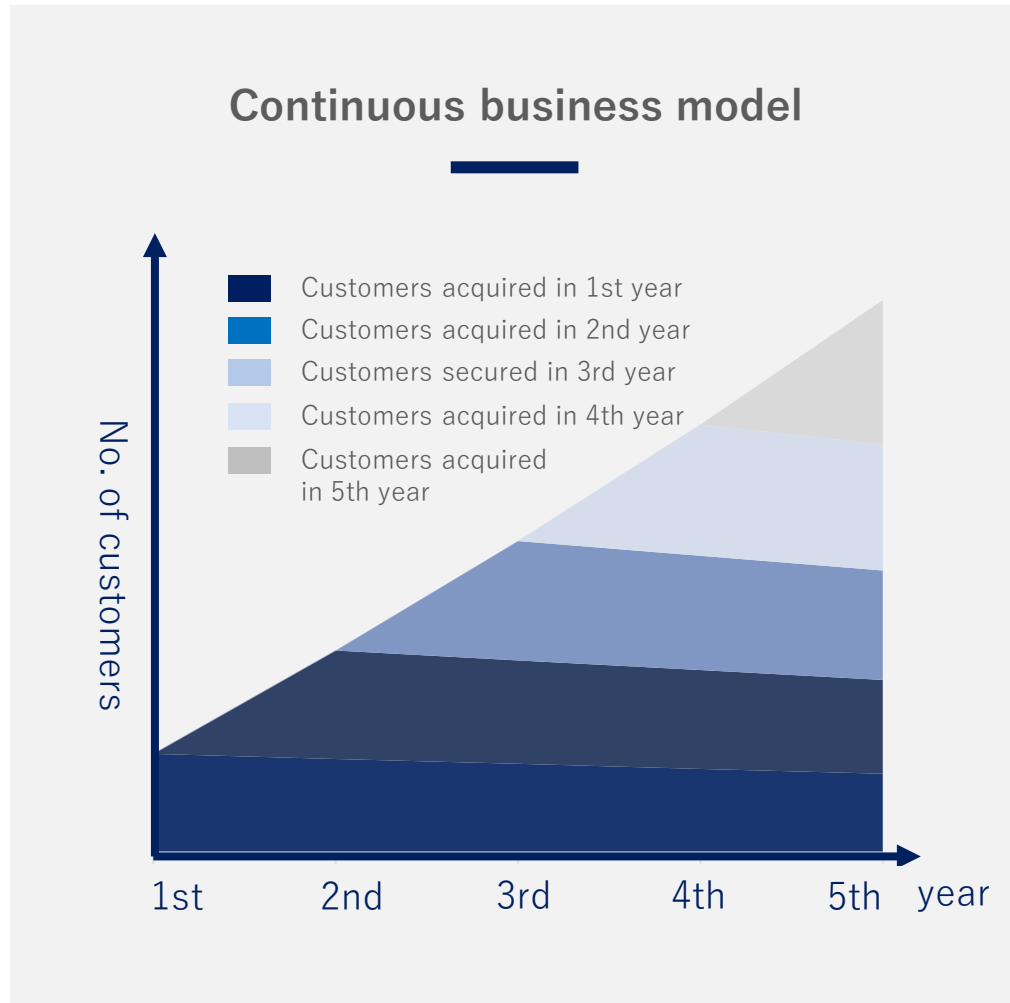 Continuous business model
Customers acquired in 1st year
Customers acquired in 2nd year
Customers secured in 3rd year
Customers acquired in 4th year
Customers acquired
in 5th year
No. of customers
1st
2nd
3rd
4th
5th
year